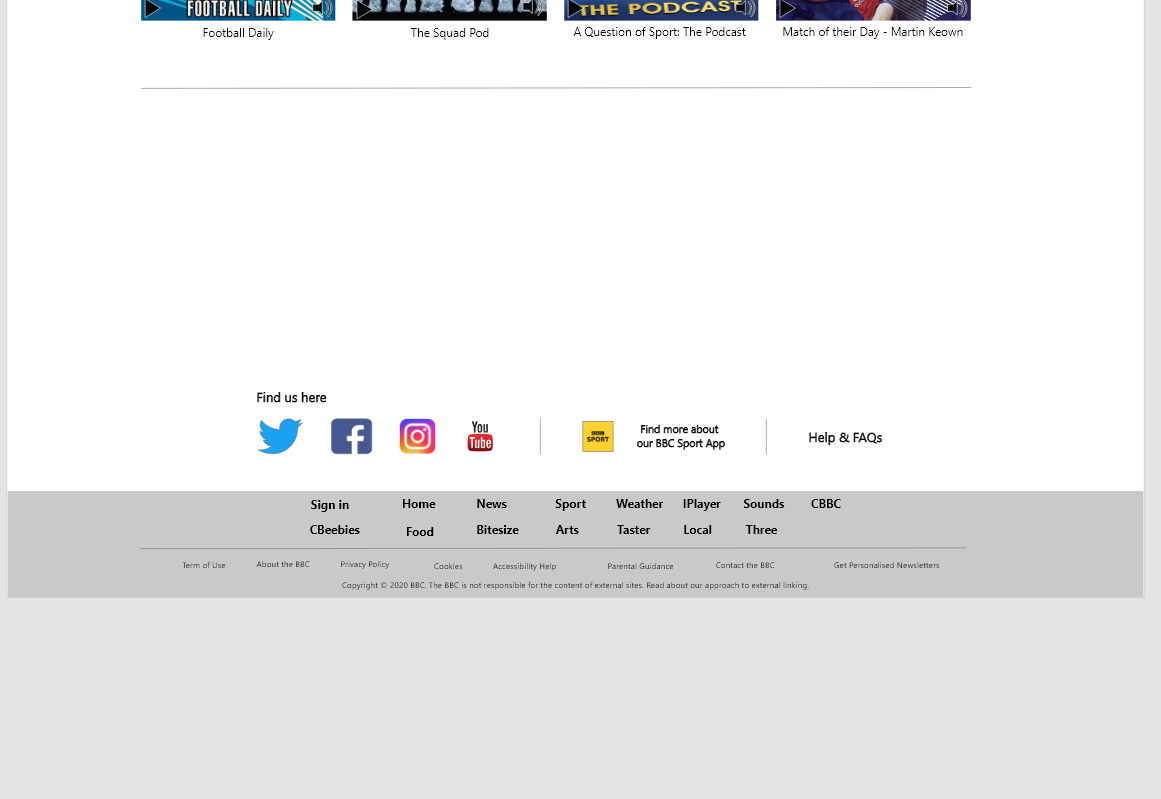 FOOTBALL DAILY
THE PODCAST
Football Daily
The Squad Pod
A Question of Sport: The Podcast
Match of their Day - Martin Keown
Find us here
You
Tube
BBC
SPORT
Find more about
our BBC Sport App
Help & FAQs
Sign in Home News Sport Weather IPlayer Sounds CBBC
CBeebies Food Bitesize Arts Taster Local Three
Term of Use About the BBC Privacy Policy Cookies Accessibility Help Parental Guidance Contact the BBC Get Personalised Newsletters
Copyright © 2020 BBC. The BBC is not responsible for the content of external sites. Read about our approach to external linking.